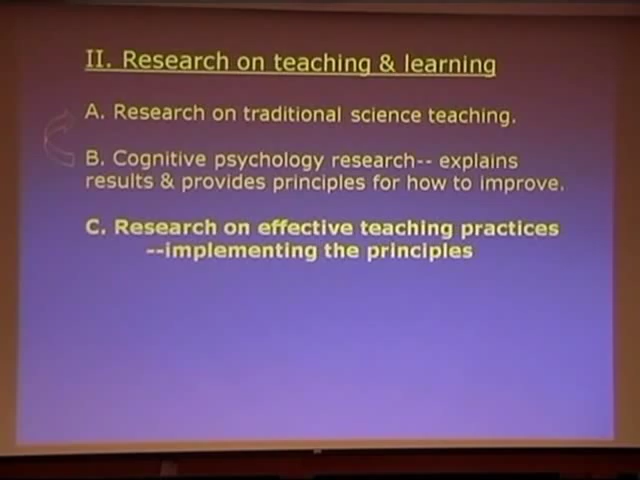 II. Research on teaching & learning
A. Research on traditional science teaching.
B. Cognitive psychology research-- explains
results & provides principles for how to improve.
C. Research on effective teaching practices
--implementing the principles